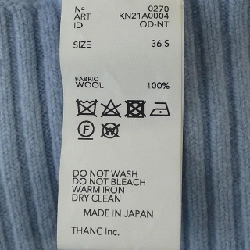 Nº 0270
ART KN21A0004
ID OD-NT
SIZE 36 S
FABRIC
WOOL 100%
F
DO NOT WASH
DO NOT BLEACH
WARM IRON
DRY CLEAN
MADE IN JAPAN
THANC Inc.